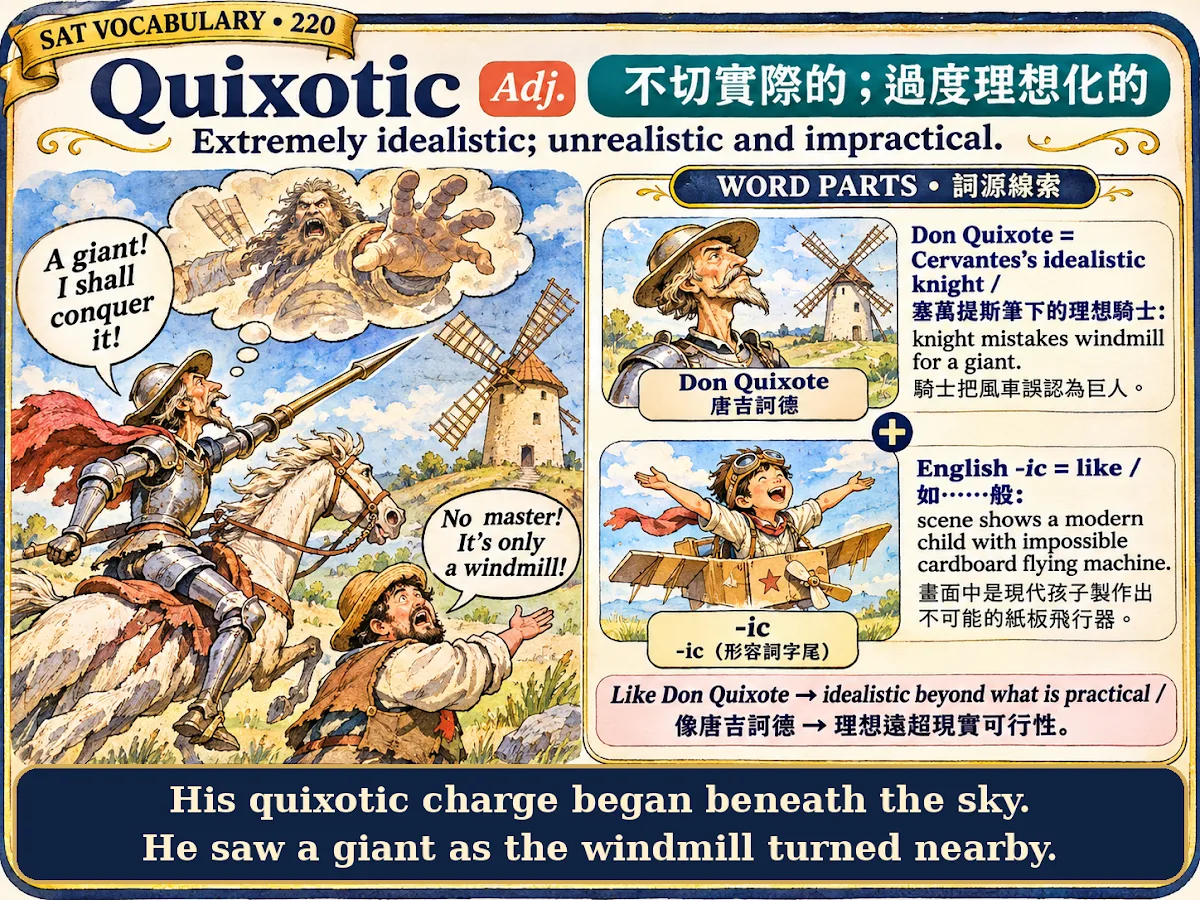 SAT VOCABULARY • 220
Quixotic
Adj.
不切實際的；過度理想化的
Extremely idealistic; unrealistic and impractical.
A giant!
I shall
conquer
it!
No master!
It's only
a windmill!
WORD PARTS • 詞源線索
Don Quixote
唐吉訶德
Don Quixote =
Cervantes's idealistic
knight /
塞萬提斯筆下的理想騎士:
knight mistakes windmill
for a giant.
騎士把風車誤認為巨人。
+
-ic
-ic（形容詞字尾）
English -ic = like /
如……般:
scene shows a modern
child with impossible
cardboard flying machine.
畫面中是現代孩子製作出
不可能的紙板飛行器。
Like Don Quixote → idealistic beyond what is practical /
像唐吉訶德 → 理想遠超現實可行性。
His quixotic charge began beneath the sky.
He saw a giant as the windmill turned nearby.